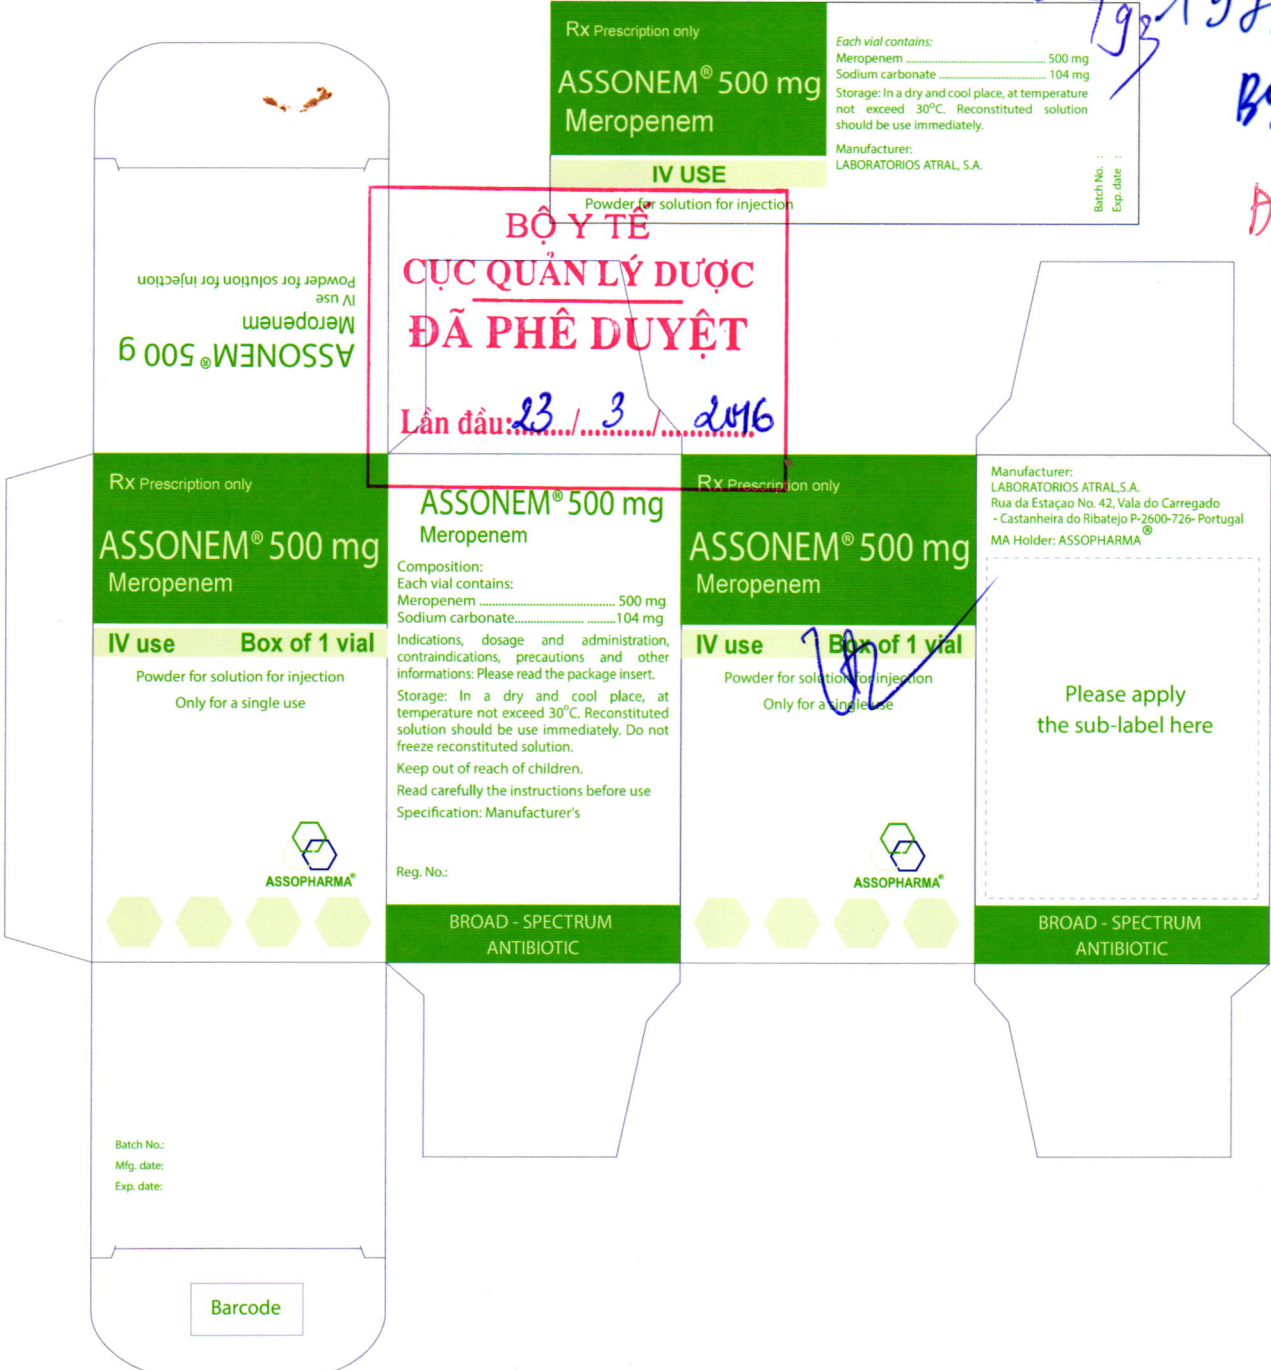 Rx Prescription only
ASSONEM® 500 mg
Meropenem
IV USE
Powder for solution for injection
Each vial contains:
Meropenem ........................................................ 500 mg
Sodium carbonate ........................................... 104 mg
Storage: In a dry and cool place, at temperature
not exceed 30°C. Reconstituted solution
should be use immediately.
Manufacturer:
LABORATORIOS ATRAL, S.A.
Batch No. :
Exp. date :
BỘ Y TẾ
CỤC QUẢN LÝ DƯỢC
ĐÃ PHÊ DUYỆT
Lần đầu: 23 / 3 / 2016
ASSONEM® 500 g
Meropenem
IV use
Powder for solution for injection
Rx Prescription only
ASSONEM® 500 mg
Meropenem
IV use Box of 1 vial
Powder for solution for injection
Only for a single use
ASSOPHARMA®
ASSONEM® 500 mg
Meropenem
Composition:
Each vial contains:
Meropenem ............................................ 500 mg
Sodium carbonate...................... .........104 mg
Indications, dosage and administration,
contraindications, precautions and other
informations: Please read the package insert.
Storage: In a dry and cool place, at
temperature not exceed 30°C. Reconstituted
solution should be use immediately. Do not
freeze reconstituted solution.
Keep out of reach of children.
Read carefully the instructions before use
Specification: Manufacturer's
Reg. No.:
BROAD - SPECTRUM
ANTIBIOTIC
Rx Prescription only
ASSONEM® 500 mg
Meropenem
IV use Box of 1 vial
Powder for solution for injection
Only for a single use
ASSOPHARMA®
Manufacturer:
LABORATORIOS ATRAL,S.A.
Rua da Estaçao No. 42, Vala do Carregado
- Castanheira do Ribatejo P-2600-726- Portugal
MA Holder: ASSOPHARMA®
Please apply
the sub-label here
BROAD - SPECTRUM
ANTIBIOTIC
Batch No.:
Mfg. date:
Exp. date:
Barcode